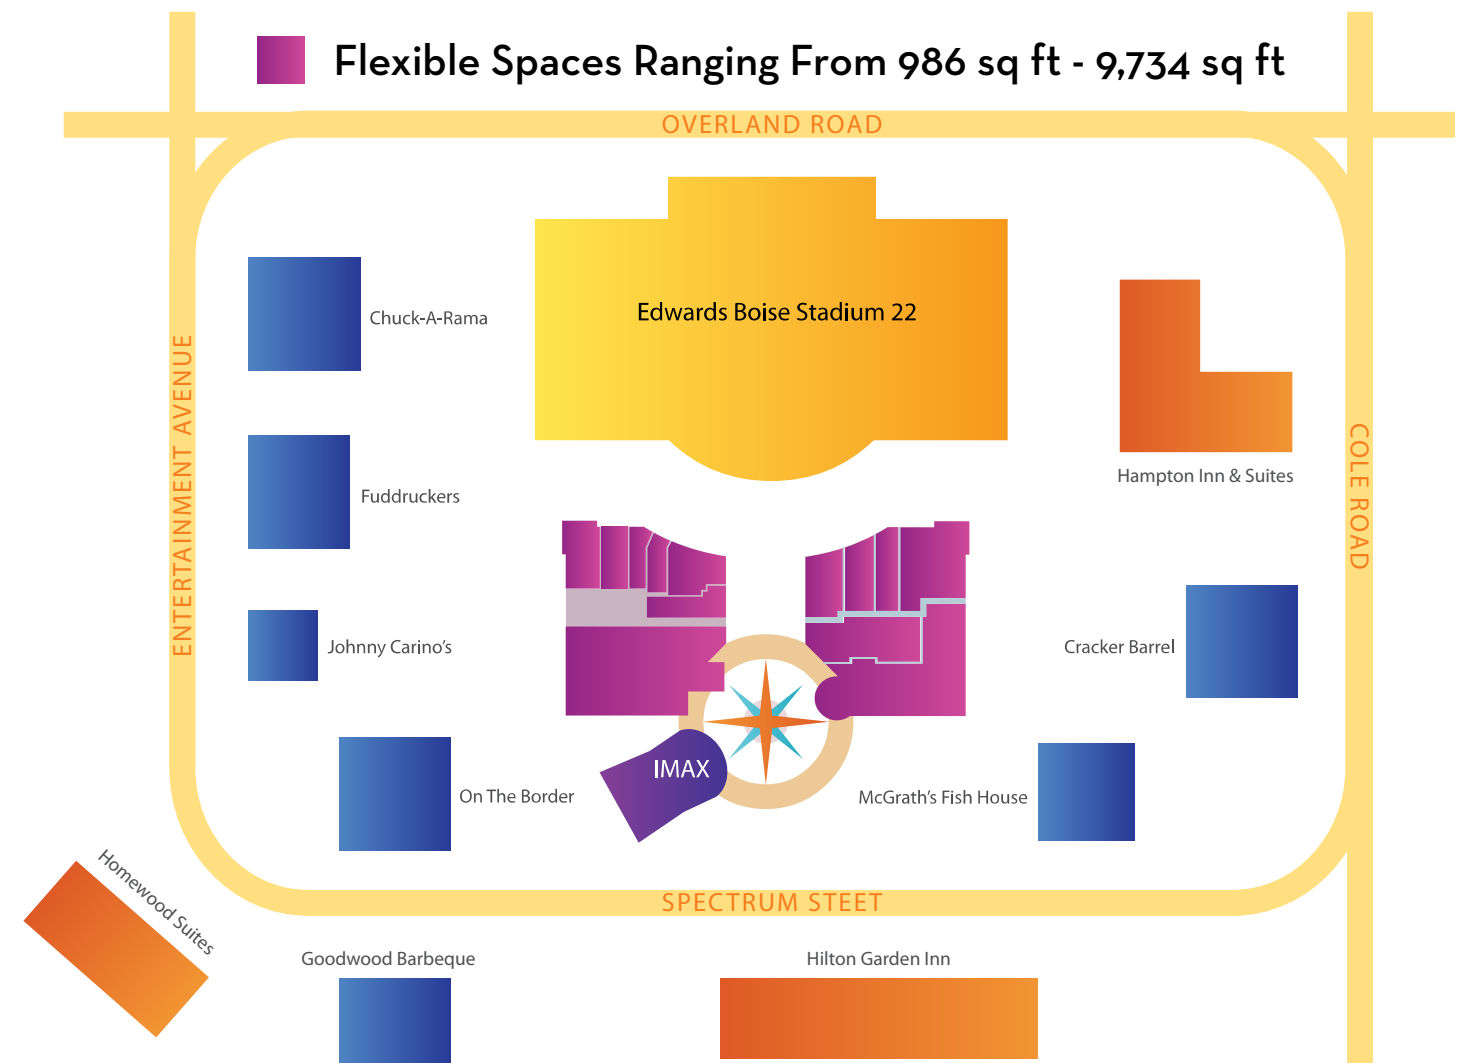 Flexible Spaces Ranging From 986 sq ft - 9,734 sq ft
OVERLAND ROAD
Edwards Boise Stadium 22
Chuck-A-Rama
ENTERTAINMENT AVENUE
COLE ROAD
Hampton Inn & Suites
Fuddruckers
Johnny Carino's
Cracker Barrel
IMAX
On The Border
McGrath's Fish House
Homewood Suites
SPECTRUM STEET
Goodwood Barbeque
Hilton Garden Inn